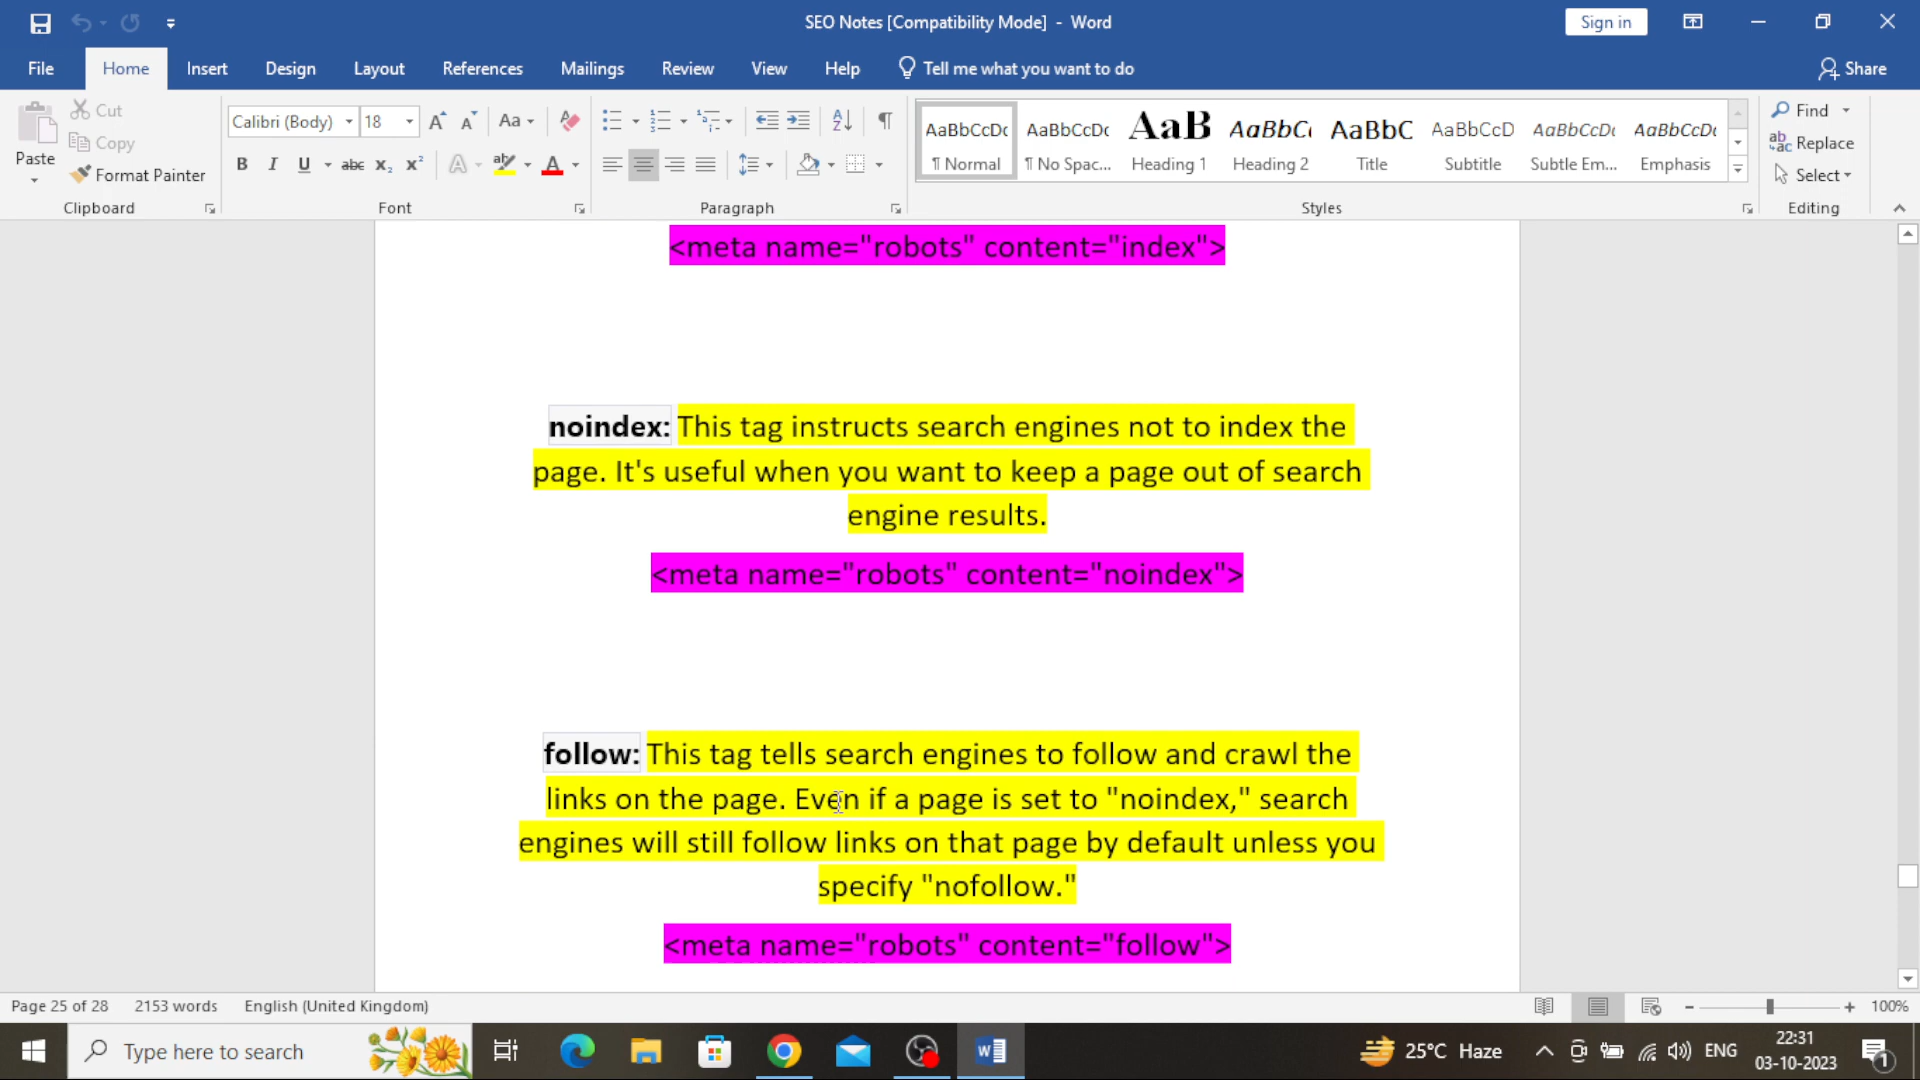 SEO Notes [Compatibility Mode] - Word
Sign in
File Home Insert Design Layout References Mailings Review View Help Tell me what you want to do Share
Paste
Cut
Copy
Format Painter
Clipboard
Calibri (Body) 18
Font
Paragraph
AaBbCcDc AaBbCcDc AaB AaBbC AaBbC AaBbCcD AaBbCcDc AaBbCcDc
¶ Normal ¶ No Spac... Heading 1 Heading 2 Title Subtitle Subtle Em... Emphasis
Styles
Find
Replace
Select
Editing
<meta name="robots" content="index">
noindex: This tag instructs search engines not to index the
page. It's useful when you want to keep a page out of search
engine results.
<meta name="robots" content="noindex">
follow: This tag tells search engines to follow and crawl the
links on the page. Even if a page is set to "noindex," search
engines will still follow links on that page by default unless you
specify "nofollow."
<meta name="robots" content="follow">
Page 25 of 28 2153 words English (United Kingdom) 100%
Type here to search 25°C Haze ENG 22:31
03-10-2023
1